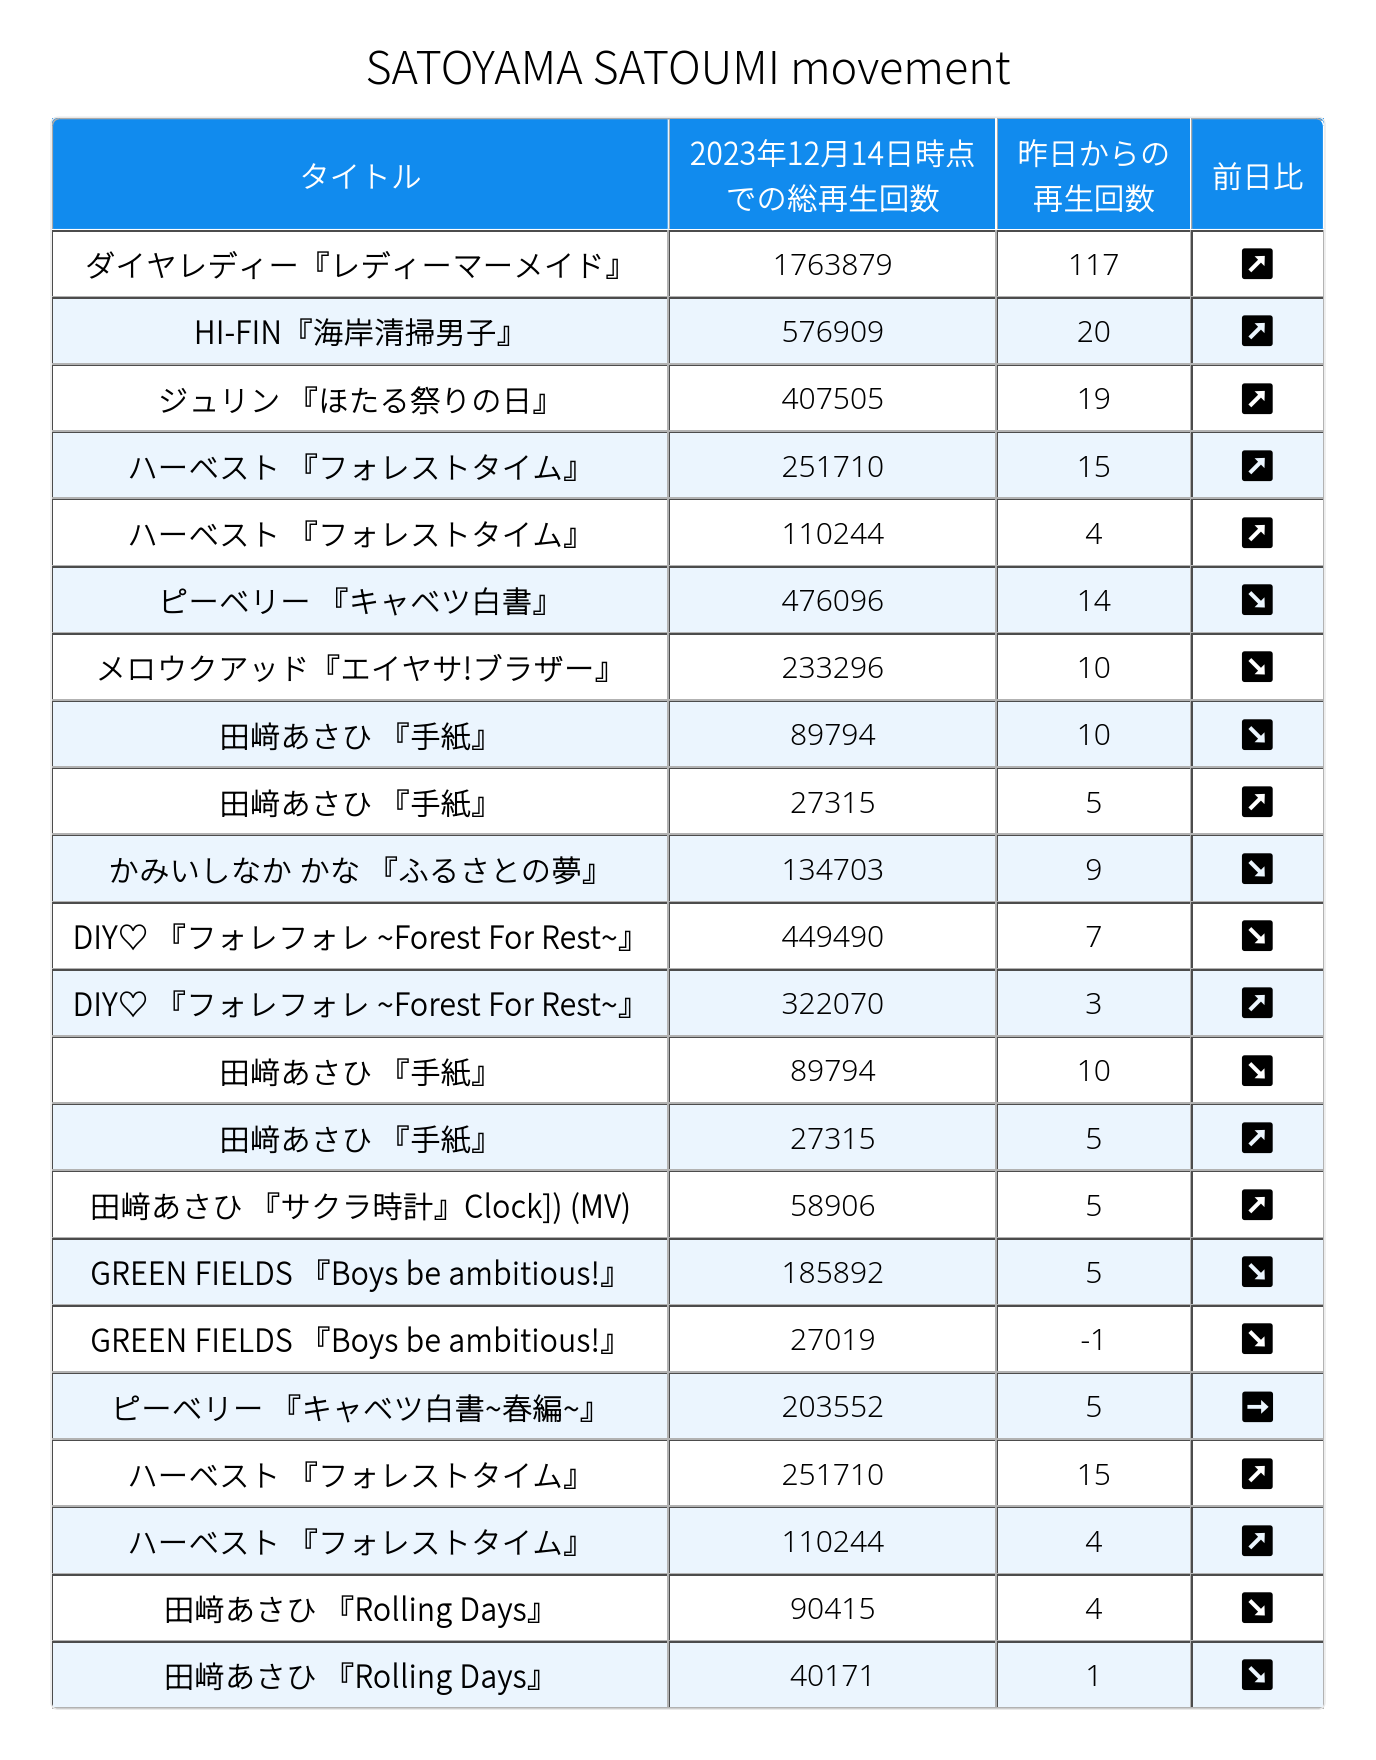 SATOYAMA SATOUMI movement
タイトル 2023年12月14日時点での総再生回数 昨日からの再生回数 前日比
ダイヤレディー『レディーマーメイド』 1763879 117 ↗
HI-FIN『海岸清掃男子』 576909 20 ↗
ジュリン 『ほたる祭りの日』 407505 19 ↗
ハーベスト 『フォレストタイム』 251710 15 ↗
ハーベスト 『フォレストタイム』 110244 4 ↗
ピーベリー 『キャベツ白書』 476096 14 ↘
メロウクアッド『エイヤサ!ブラザー』 233296 10 ↘
田﨑あさひ 『手紙』 89794 10 ↘
田﨑あさひ 『手紙』 27315 5 ↗
かみいしなか かな 『ふるさとの夢』 134703 9 ↘
DIY♡ 『フォレフォレ ~Forest For Rest~』 449490 7 ↘
DIY♡ 『フォレフォレ ~Forest For Rest~』 322070 3 ↗
田﨑あさひ 『手紙』 89794 10 ↘
田﨑あさひ 『手紙』 27315 5 ↗
田﨑あさひ 『サクラ時計』Clock]) (MV) 58906 5 ↗
GREEN FIELDS 『Boys be ambitious!』 185892 5 ↘
GREEN FIELDS 『Boys be ambitious!』 27019 -1 ↘
ピーベリー 『キャベツ白書~春編~』 203552 5 →
ハーベスト 『フォレストタイム』 251710 15 ↗
ハーベスト 『フォレストタイム』 110244 4 ↗
田﨑あさひ 『Rolling Days』 90415 4 ↘
田﨑あさひ 『Rolling Days』 40171 1 ↘